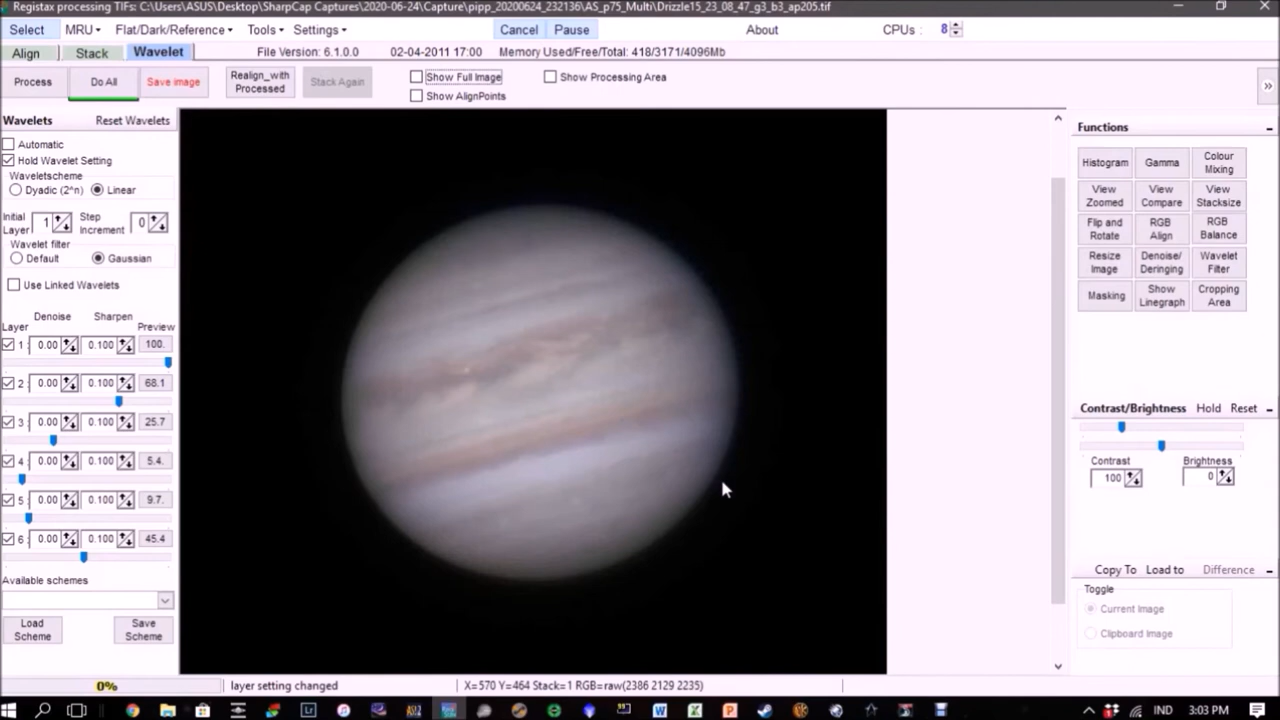 Registax processing TIFs: C:\Users\ASUS\Desktop\SharpCap Captures\2020-06-24\Capture\pipp_20200624_232136\AS_p75_Multi\Drizzle15_23_08_47_g3_b3_ap205.tif
Select MRU Flat/Dark/Reference Tools Settings Cancel Pause About CPUs : 8
Align Stack Wavelet File Version: 6.1.0.0 02-04-2011 17:00 Memory Used/Free/Total: 418/3171/4096Mb
Process Do All Save image Realign_with Processed Stack Again Show Full Image Show Processing Area
Show AlignPoints
Wavelets Reset Wavelets
Automatic
Hold Wavelet Setting
Waveletscheme
Dyadic (2^n) Linear
Initial Layer 1 Step Increment 0
Wavelet filter
Default Gaussian
Use Linked Wavelets
Denoise Sharpen
Layer Preview
1 : 0.00 0.100 100.
2 0.00 0.100 68.1
3 0.00 0.100 25.7
4 0.00 0.100 5.4.
5 0.00 0.100 9.7.
6 : 0.00 0.100 45.4
Available schemes
Load Scheme Save Scheme
Functions
Histogram Gamma Colour Mixing
View Zoomed View Compare View Stacksize
Flip and Rotate RGB Align RGB Balance
Resize Image Denoise/ Deringing Wavelet Filter
Masking Show Linegraph Cropping Area
Contrast/Brightness Hold Reset
Contrast Brightness
100 0
Copy To Load to Difference
Toggle
Current Image
Clipboard Image
0% layer setting changed X=570 Y=464 Stack=1 RGB=raw(2386 2129 2235)
IND 3:03 PM